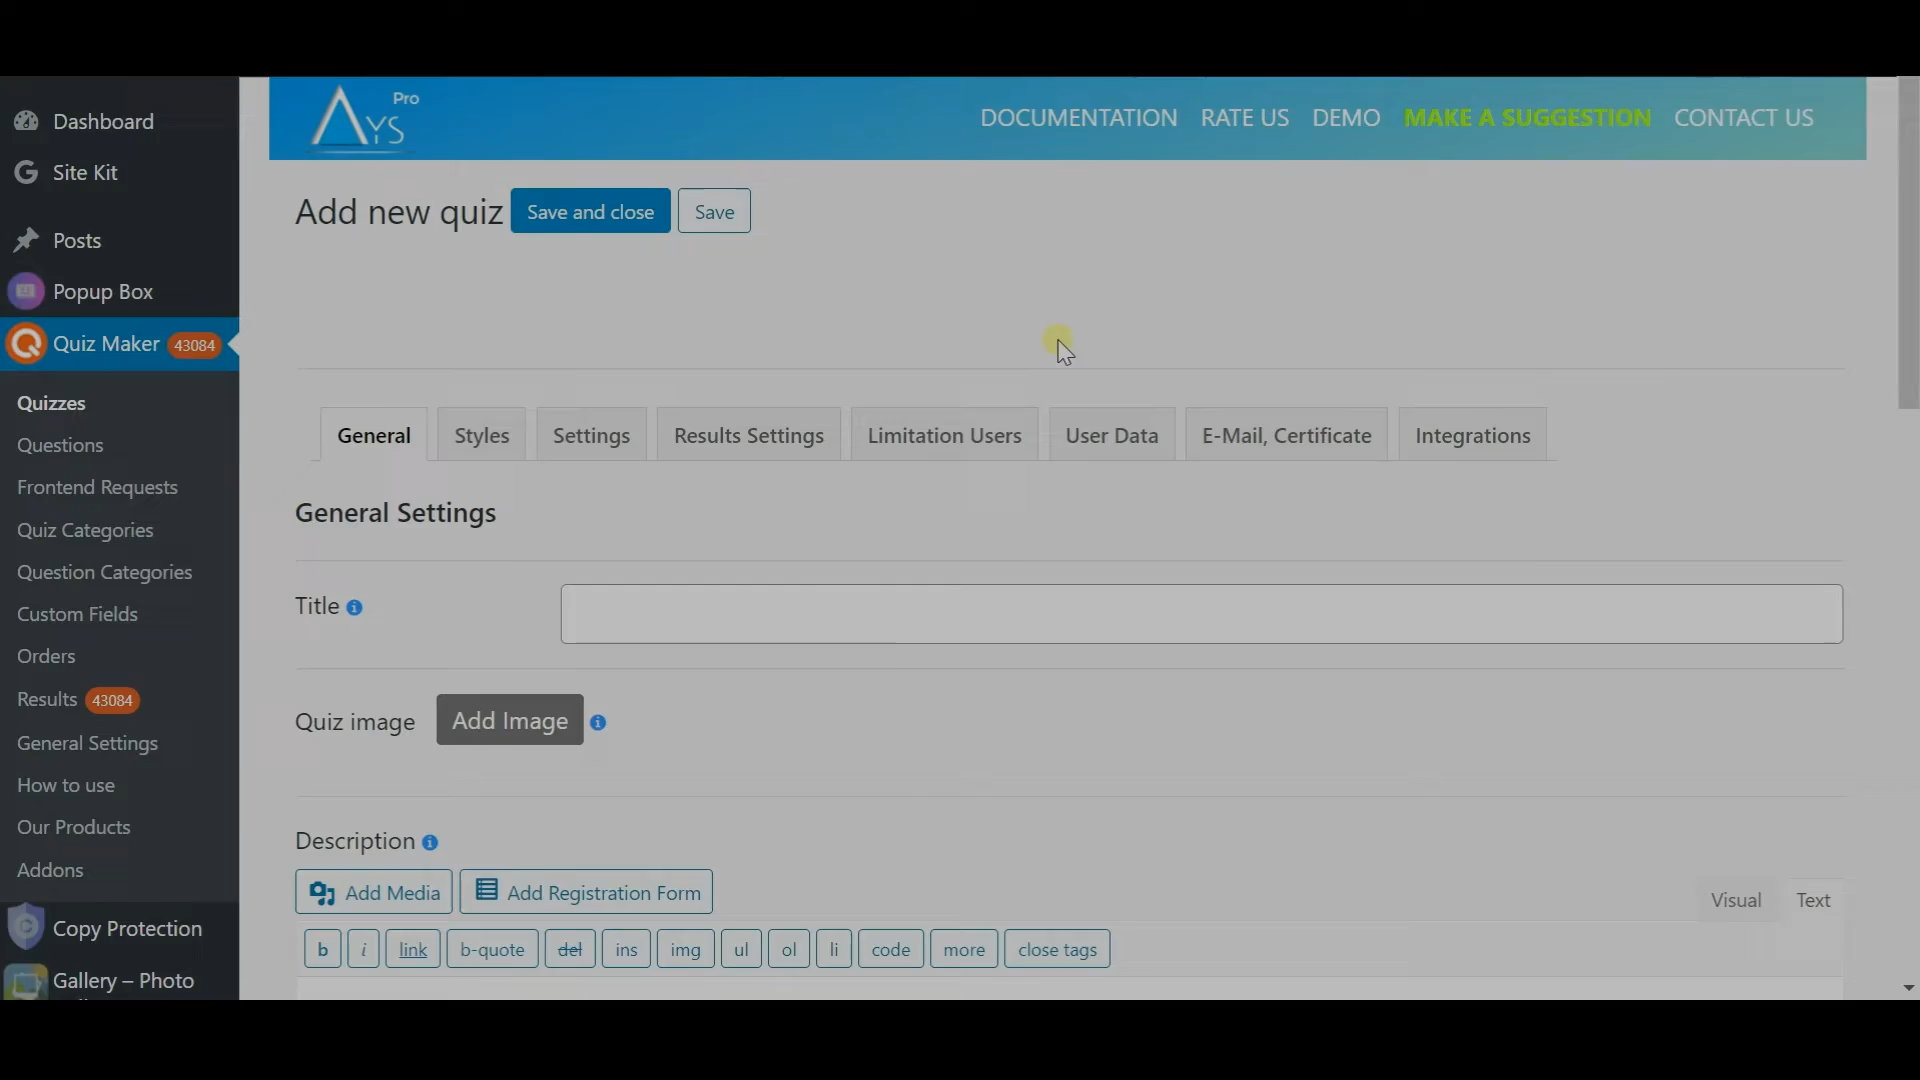 Dashboard
Site Kit
Posts
Popup Box
Quiz Maker 43084
Quizzes
Questions
Frontend Requests
Quiz Categories
Question Categories
Custom Fields
Orders
Results 43084
General Settings
How to use
Our Products
Addons
Copy Protection
Gallery – Photo
AYS Pro
DOCUMENTATION RATE US DEMO MAKE A SUGGESTION CONTACT US
Add new quiz Save and close Save
General Styles Settings Results Settings Limitation Users User Data E-Mail, Certificate Integrations
General Settings
Title
Quiz image Add Image
Description
Add Media Add Registration Form
Visual Text
b i link b-quote del ins img ul ol li code more close tags